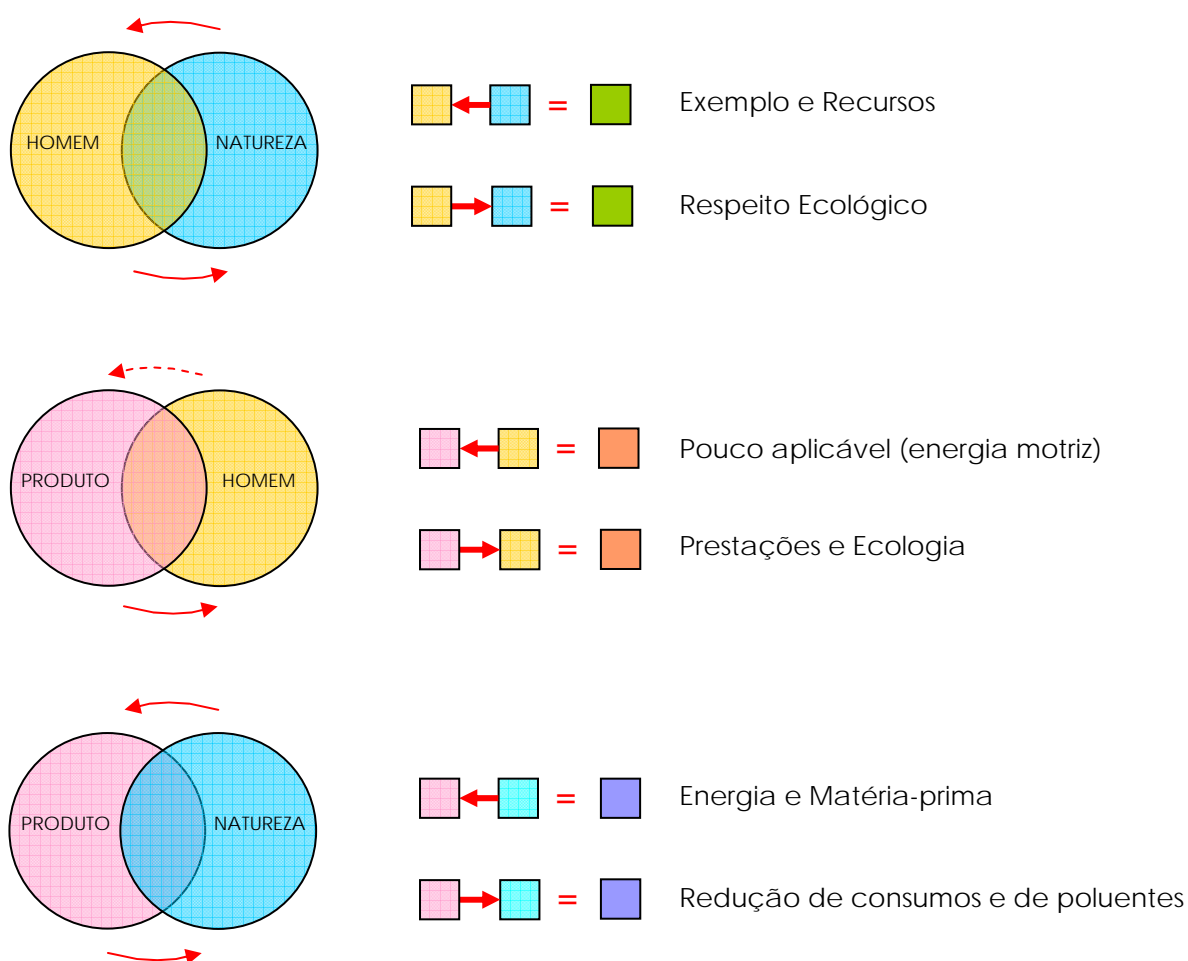 HOMEM
NATUREZA
= Exemplo e Recursos
= Respeito Ecológico
PRODUTO
HOMEM
= Pouco aplicável (energia motriz)
= Prestações e Ecologia
PRODUTO
NATUREZA
= Energia e Matéria-prima
= Redução de consumos e de poluentes